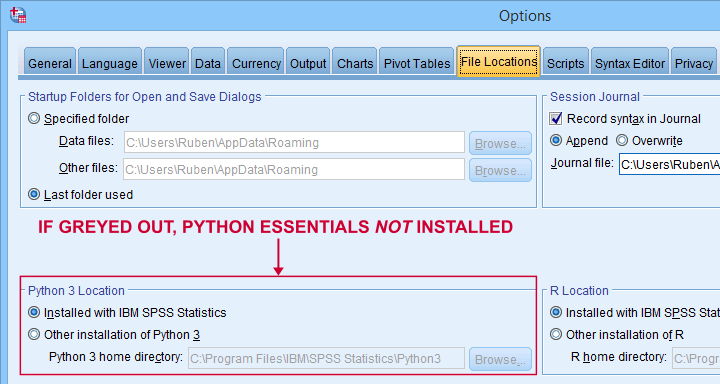 Options
General Language Viewer Data Currency Output Charts Pivot Tables File Locations Scripts Syntax Editor Privacy
Startup Folders for Open and Save Dialogs
Specified folder
Data files: C:\Users\Ruben\AppData\Roaming Browse...
Other files: C:\Users\Ruben\AppData\Roaming Browse...
Last folder used
Session Journal
Record syntax in Journal
Append Overwrite
Journal file: C:\Users\Ruben\A
IF GREYED OUT, PYTHON ESSENTIALS NOT INSTALLED
Python 3 Location
Installed with IBM SPSS Statistics
Other installation of Python 3
Python 3 home directory: C:\Program Files\IBM\SPSS Statistics\Python3 Browse...
R Location
Installed with IBM SPSS Stat
Other installation of R
R home directory: C:\Program